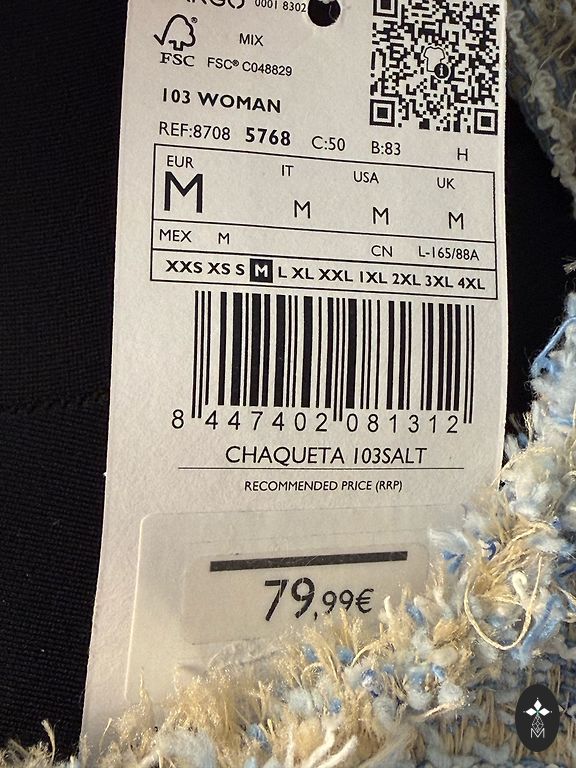 0001 8302
MIX
FSC FSC® C048829
103 WOMAN
REF:8708 5768 C:50 B:83 H
EUR IT USA UK
M M M M
MEX M CN L-165/88A
XXS XS S M L XL XXL 1XL 2XL 3XL 4XL
8 447402 081312
CHAQUETA 103SALT
RECOMMENDED PRICE (RRP)
79,99€
M